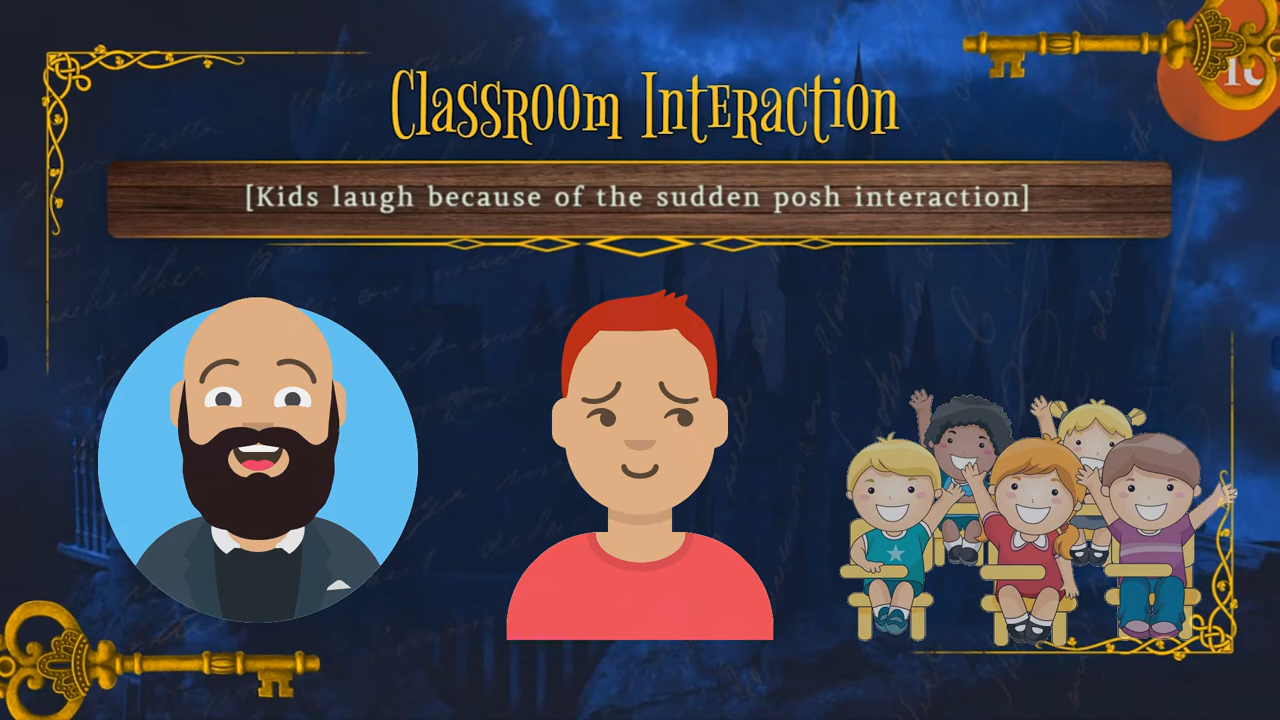 Classroom Interaction
[Kids laugh because of the sudden posh interaction]